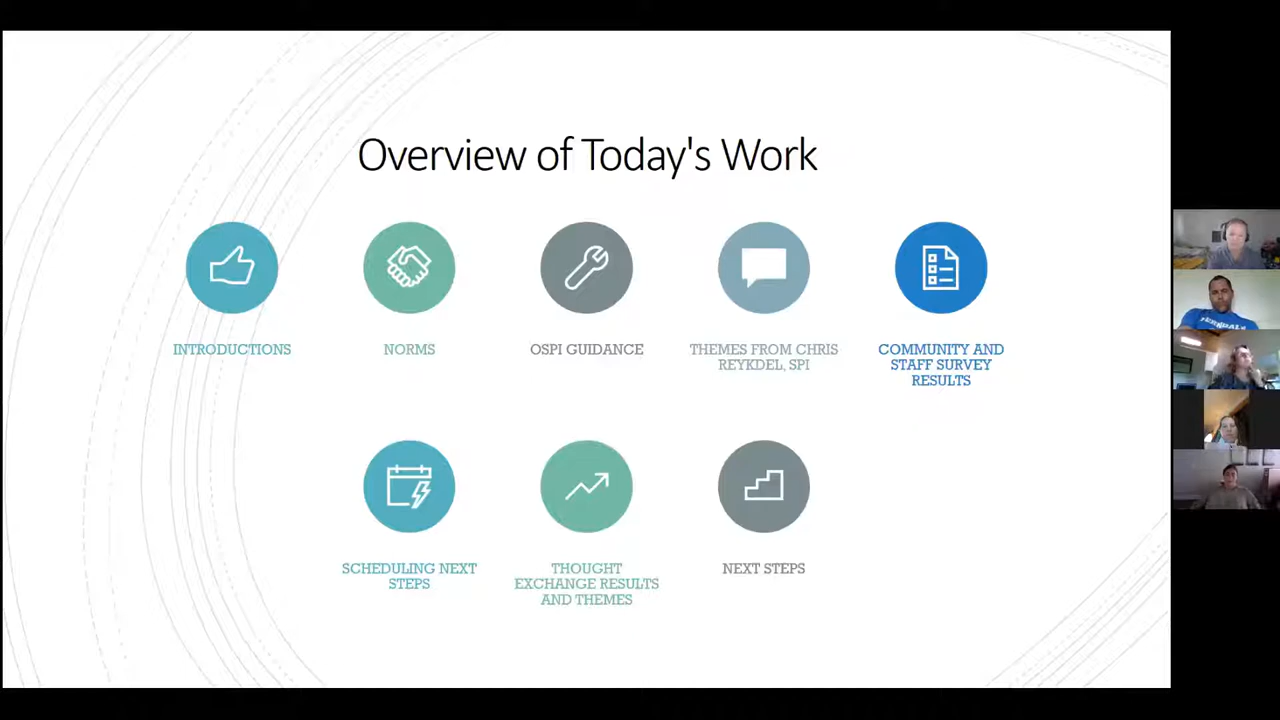 Overview of Today's Work
INTRODUCTIONS
NORMS
OSPI GUIDANCE
THEMES FROM CHRIS
REYKDEL, SPI
COMMUNITY AND
STAFF SURVEY
RESULTS
SCHEDULING NEXT
STEPS
THOUGHT
EXCHANGE RESULTS
AND THEMES
NEXT STEPS